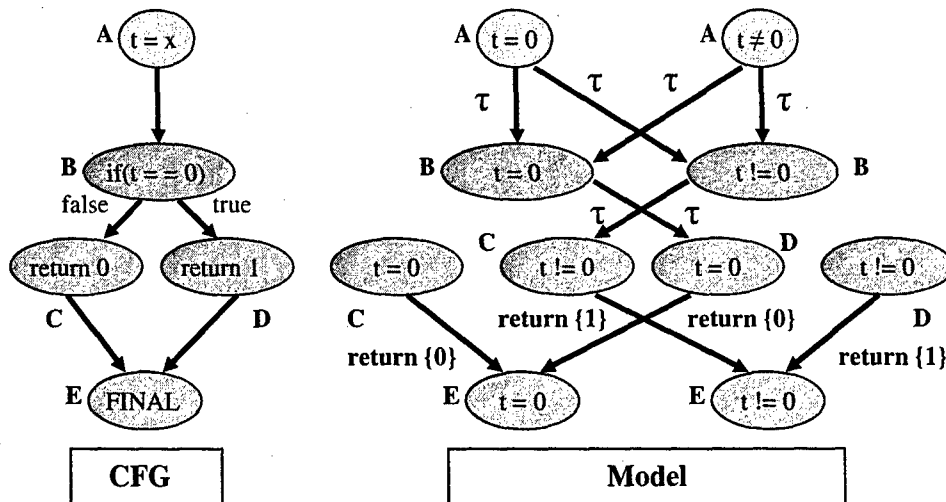 A t = x
A t = 0
A t ≠ 0
τ τ τ τ
B if(t = = 0)
B t = 0
t != 0 B
false true
τ τ
C D
return 0 return 1
t = 0 t != 0 t = 0 t != 0
C D
C return {1} return {0} D
return {0} return {1}
E FINAL
E t = 0
E t != 0
CFG
Model